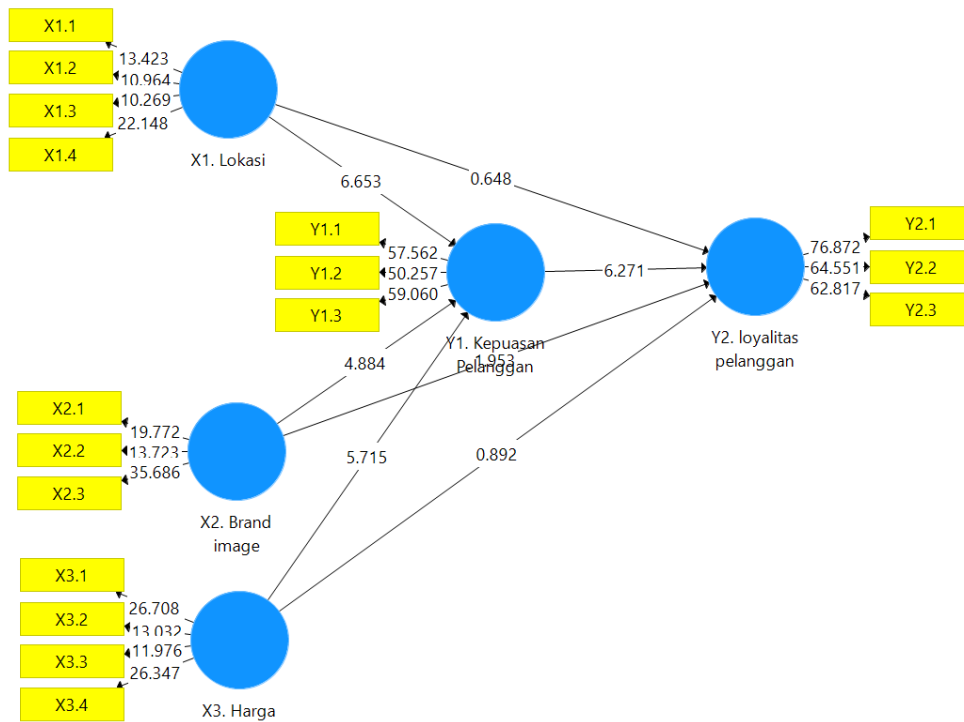 X1.1
X1.2
X1.3
X1.4
13.423
10.964
10.269
22.148
X1. Lokasi
0.648
6.653
Y1.1
Y1.2
Y1.3
57.562
50.257
59.060
6.271
Y1. Kepuasan
Pelanggan
Y2.1
Y2.2
Y2.3
76.872
64.551
62.817
Y2. loyalitas
pelanggan
4.884
1.953
X2.1
X2.2
X2.3
19.772
13.723
35.686
X2. Brand
image
5.715
0.892
X3.1
X3.2
X3.3
X3.4
26.708
13.032
11.976
26.347
X3. Harga